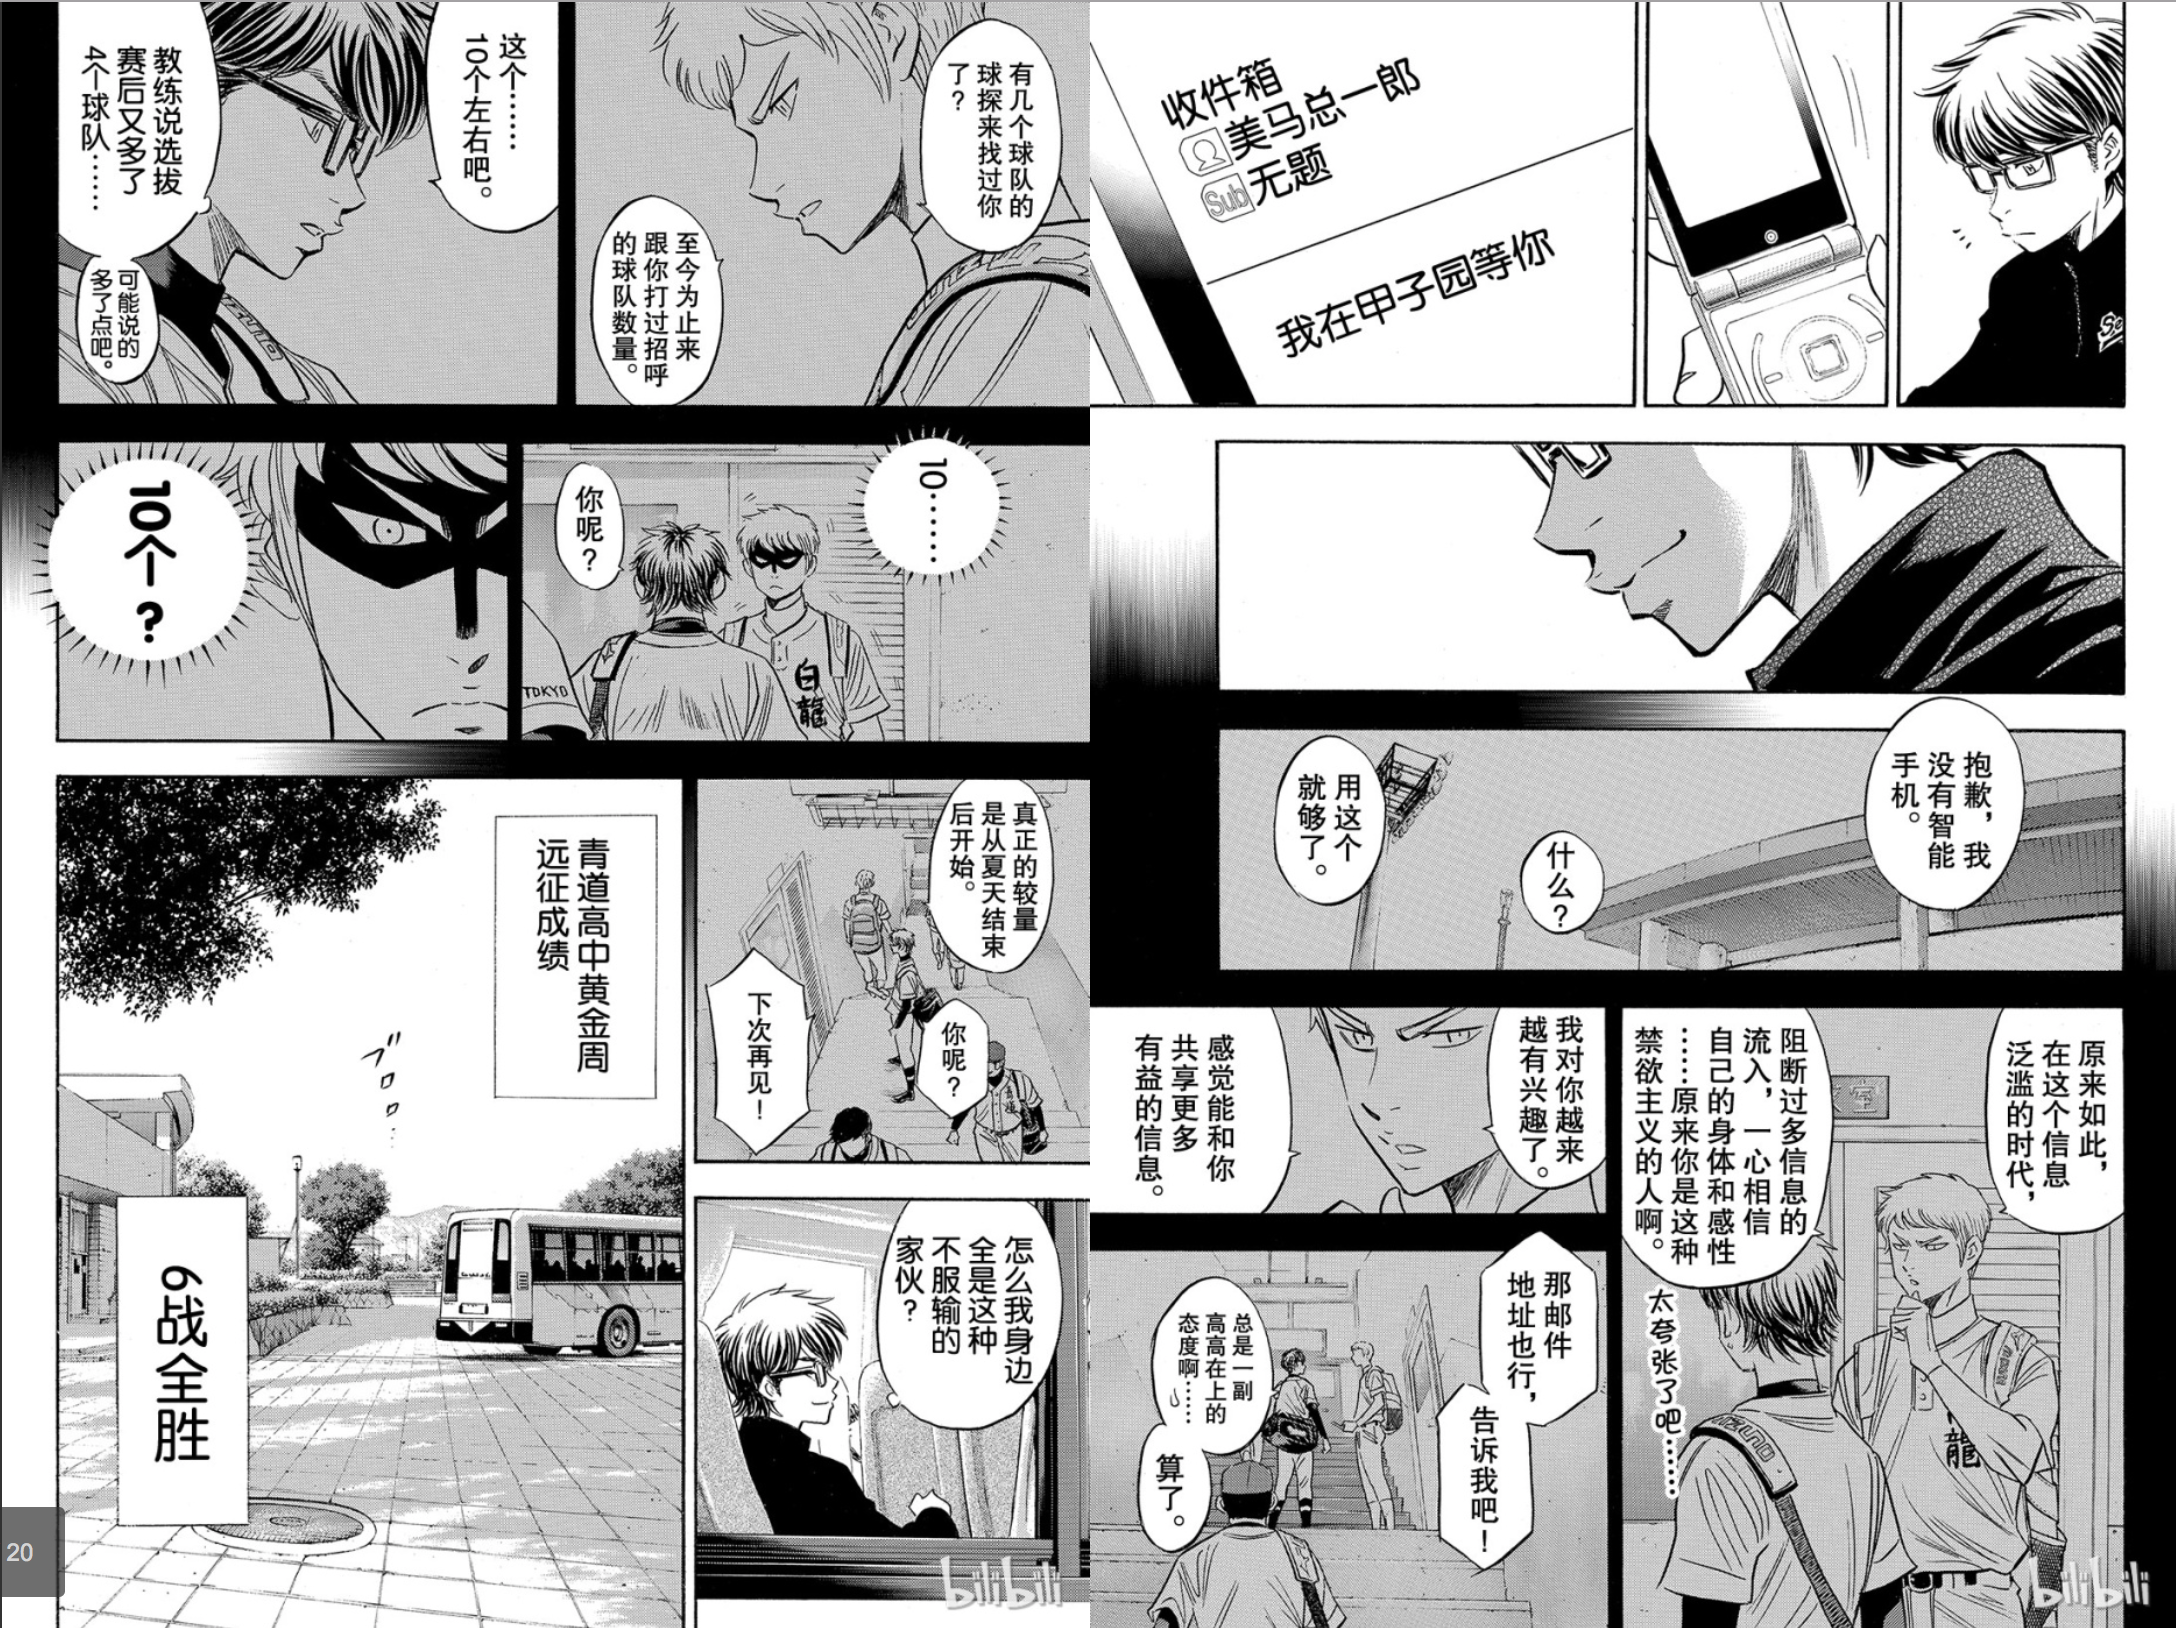 收件箱
美马总一郎
Sub 无题
我在甲子园等你
抱歉，我
没有智能
手机。
什么？
用这个
就够了。
原来如此，
在这个信息
泛滥的时代，
阻断过多信息的
流入，一心相信
自己的身体和感性
……原来你是这种
禁欲主义的人啊。
太夸张了吧……
龍
我对你越来
越有兴趣了。
感觉能和你
共享更多
有益的信息。
那邮件
地址也行，
告诉我吧！
总是一副
高高在上的
态度啊……
算了。
bilibili
有几个球队的
球探来找过你
了？
至今为止来
跟你打过招呼
的球队数量。
这个……
10个左右吧。
教练说选拔
赛后又多了
4个球队……
可能说的
多了点吧。
10……
你呢？
白龍
TOKYO
10个？
真正的较量
是从夏天结束
后开始。
你呢？
下次再见！
怎么我身边
全是这种
不服输的
家伙？
青道高中黄金周
远征成绩
ブロロ…
6战全胜
bilibili
20